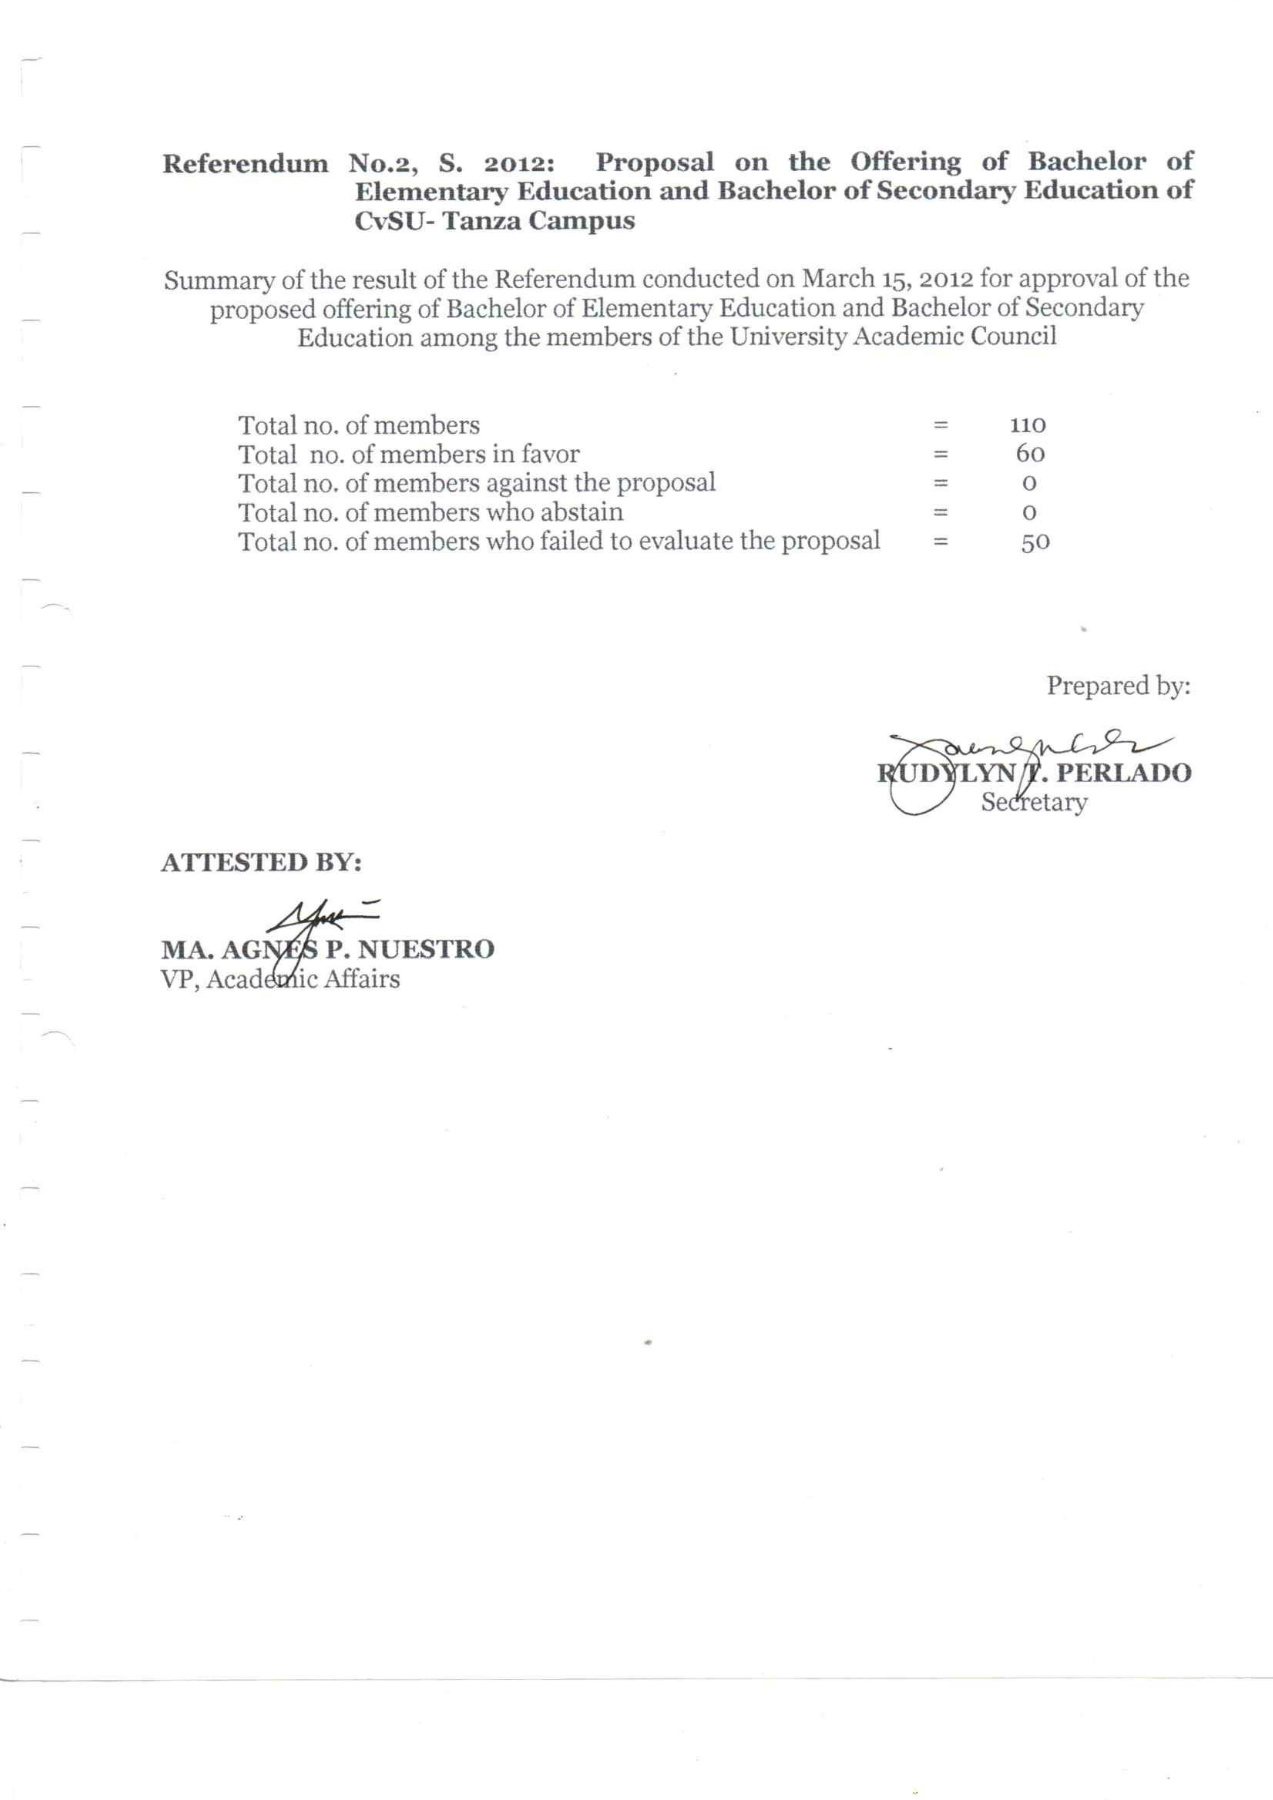 Referendum No.2, S. 2012: Proposal on the Offering of Bachelor of
Elementary Education and Bachelor of Secondary Education of
CvSU- Tanza Campus
Summary of the result of the Referendum conducted on March 15, 2012 for approval of the
proposed offering of Bachelor of Elementary Education and Bachelor of Secondary
Education among the members of the University Academic Council
Total no. of members = 110
Total no. of members in favor = 60
Total no. of members against the proposal = 0
Total no. of members who abstain = 0
Total no. of members who failed to evaluate the proposal = 50
Prepared by:
RUDYLYN T. PERLADO
Secretary
ATTESTED BY:
MA. AGNES P. NUESTRO
VP, Academic Affairs